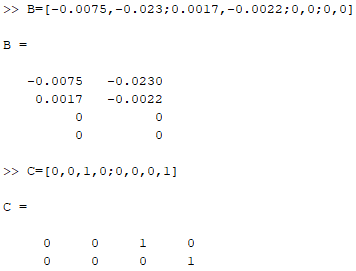 >> B=[-0.0075,-0.023;0.0017,-0.0022;0,0;0,0]
B =
-0.0075 -0.0230
0.0017 -0.0022
0 0
0 0
>> C=[0,0,1,0;0,0,0,1]
C =
0 0 1 0
0 0 0 1